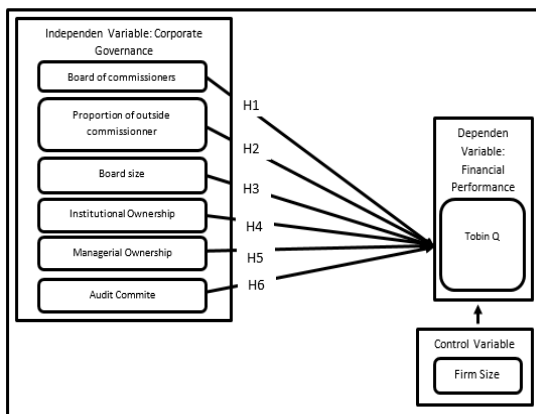 Independen Variable: Corporate
Governance
Board of commissioners
Proportion of outside
commissionner
Board size
Institutional Ownership
Managerial Ownership
Audit Commite
H1
H2
H3
H4
H5
H6
Dependen
Variable:
Financial
Performance
Tobin Q
Control Variable
Firm Size